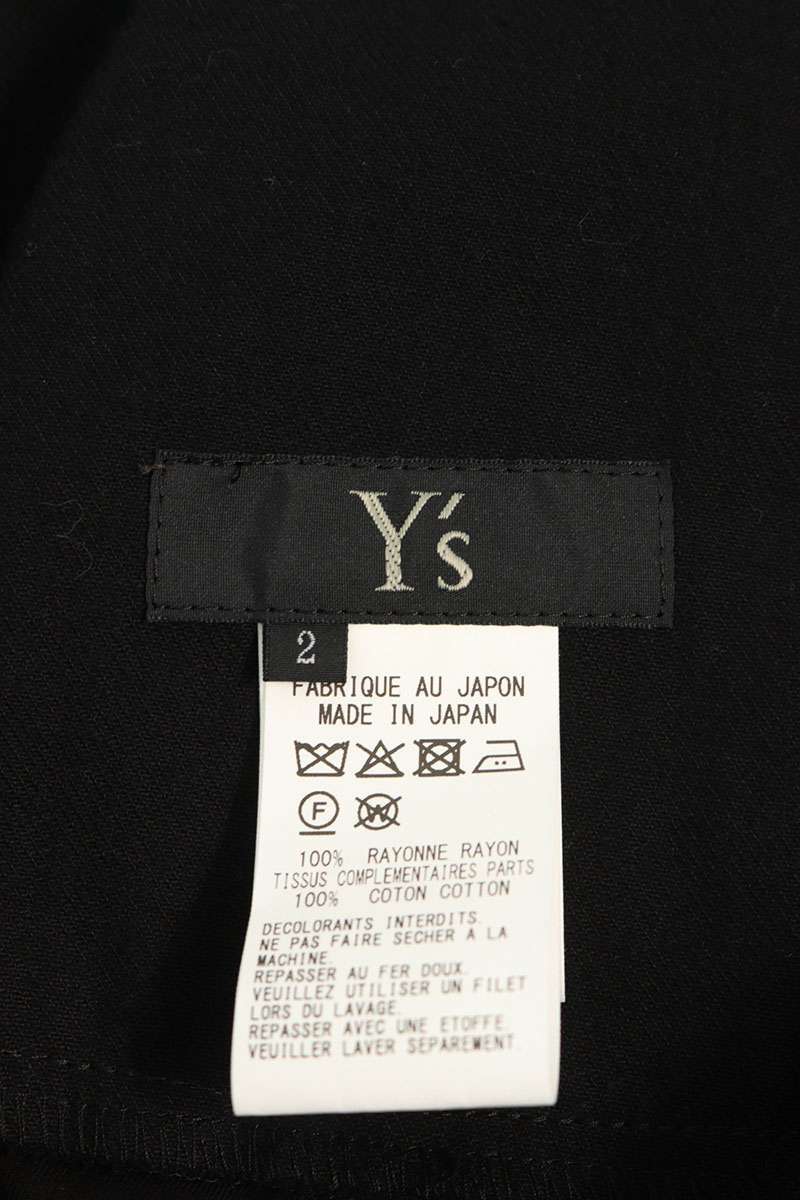 Y's
2
FABRIQUE AU JAPON
MADE IN JAPAN
F W
100% RAYONNE RAYON
TISSUS COMPLEMENTAIRES PARTS
100% COTON COTTON
DECOLORANTS INTERDITS.
NE PAS FAIRE SECHER A LA
MACHINE.
REPASSER AU FER DOUX.
VEUILLEZ UTILISER UN FILET
LORS DU LAVAGE.
REPASSER AVEC UNE ETOFFE.
VEUILLER LAVER SEPAREMENT.